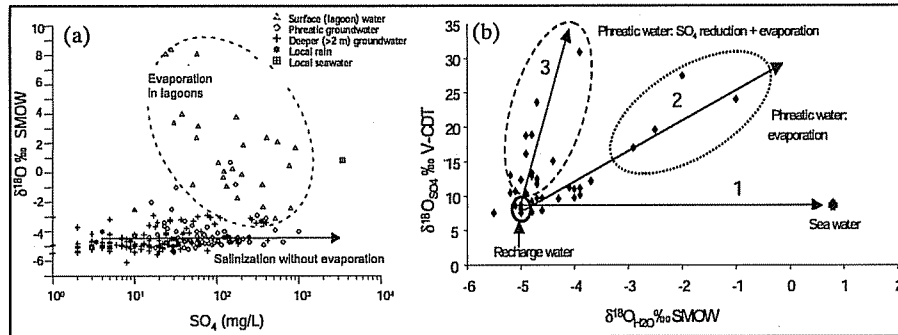 (a)
Surface (lagoon) water
Phreatic groundwater
Deeper (>2 m) groundwater
Local rain
Local seawater
10
8
6
4
2
0
-2
-4
-6
δ¹⁸O ‰ SMOW
Evaporation
in lagoons
Salinization without evaporation
10⁰ 10¹ 10² 10³ 10⁴
SO₄ (mg/L)
(b)
35
30
25
20
15
10
5
0
δ¹⁸O_SO4 ‰ V-CDT
Phreatic water: SO₄ reduction + evaporation
3
2
Phreatic water:
evaporation
1
Sea water
Recharge water
-6 -5 -4 -3 -2 -1 0 1
δ¹⁸O_H2O ‰ SMOW